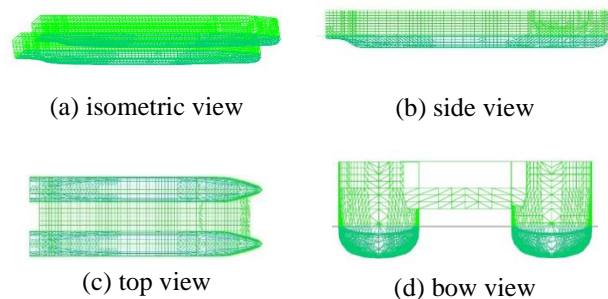 (a) isometric view
(b) side view
(c) top view
(d) bow view